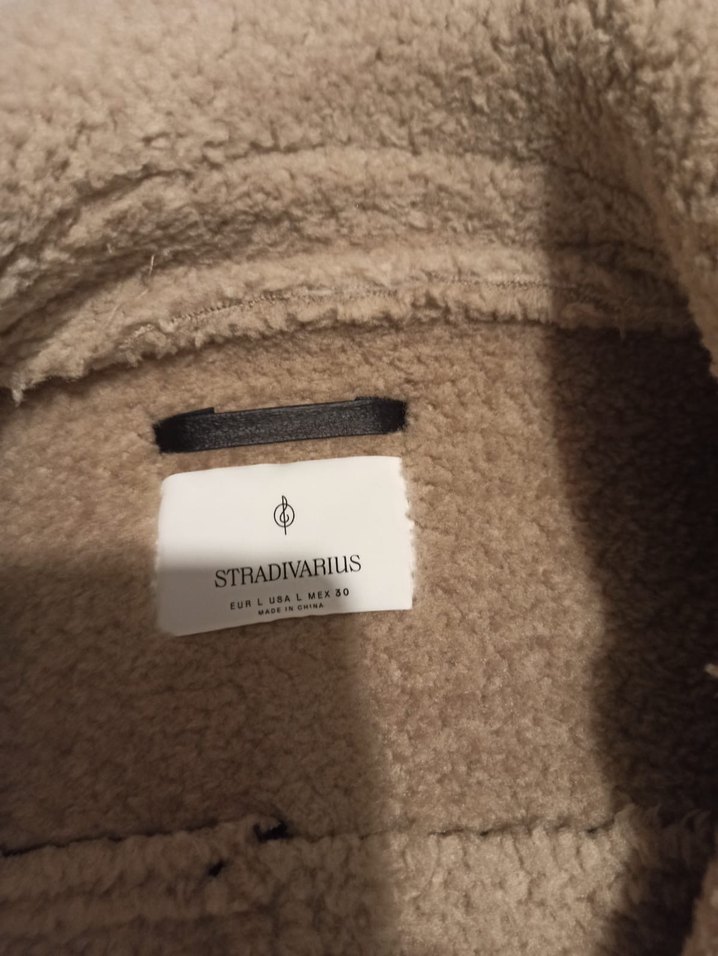 STRADIVARIUS
EUR L USA L MEX 30
MADE IN CHINA